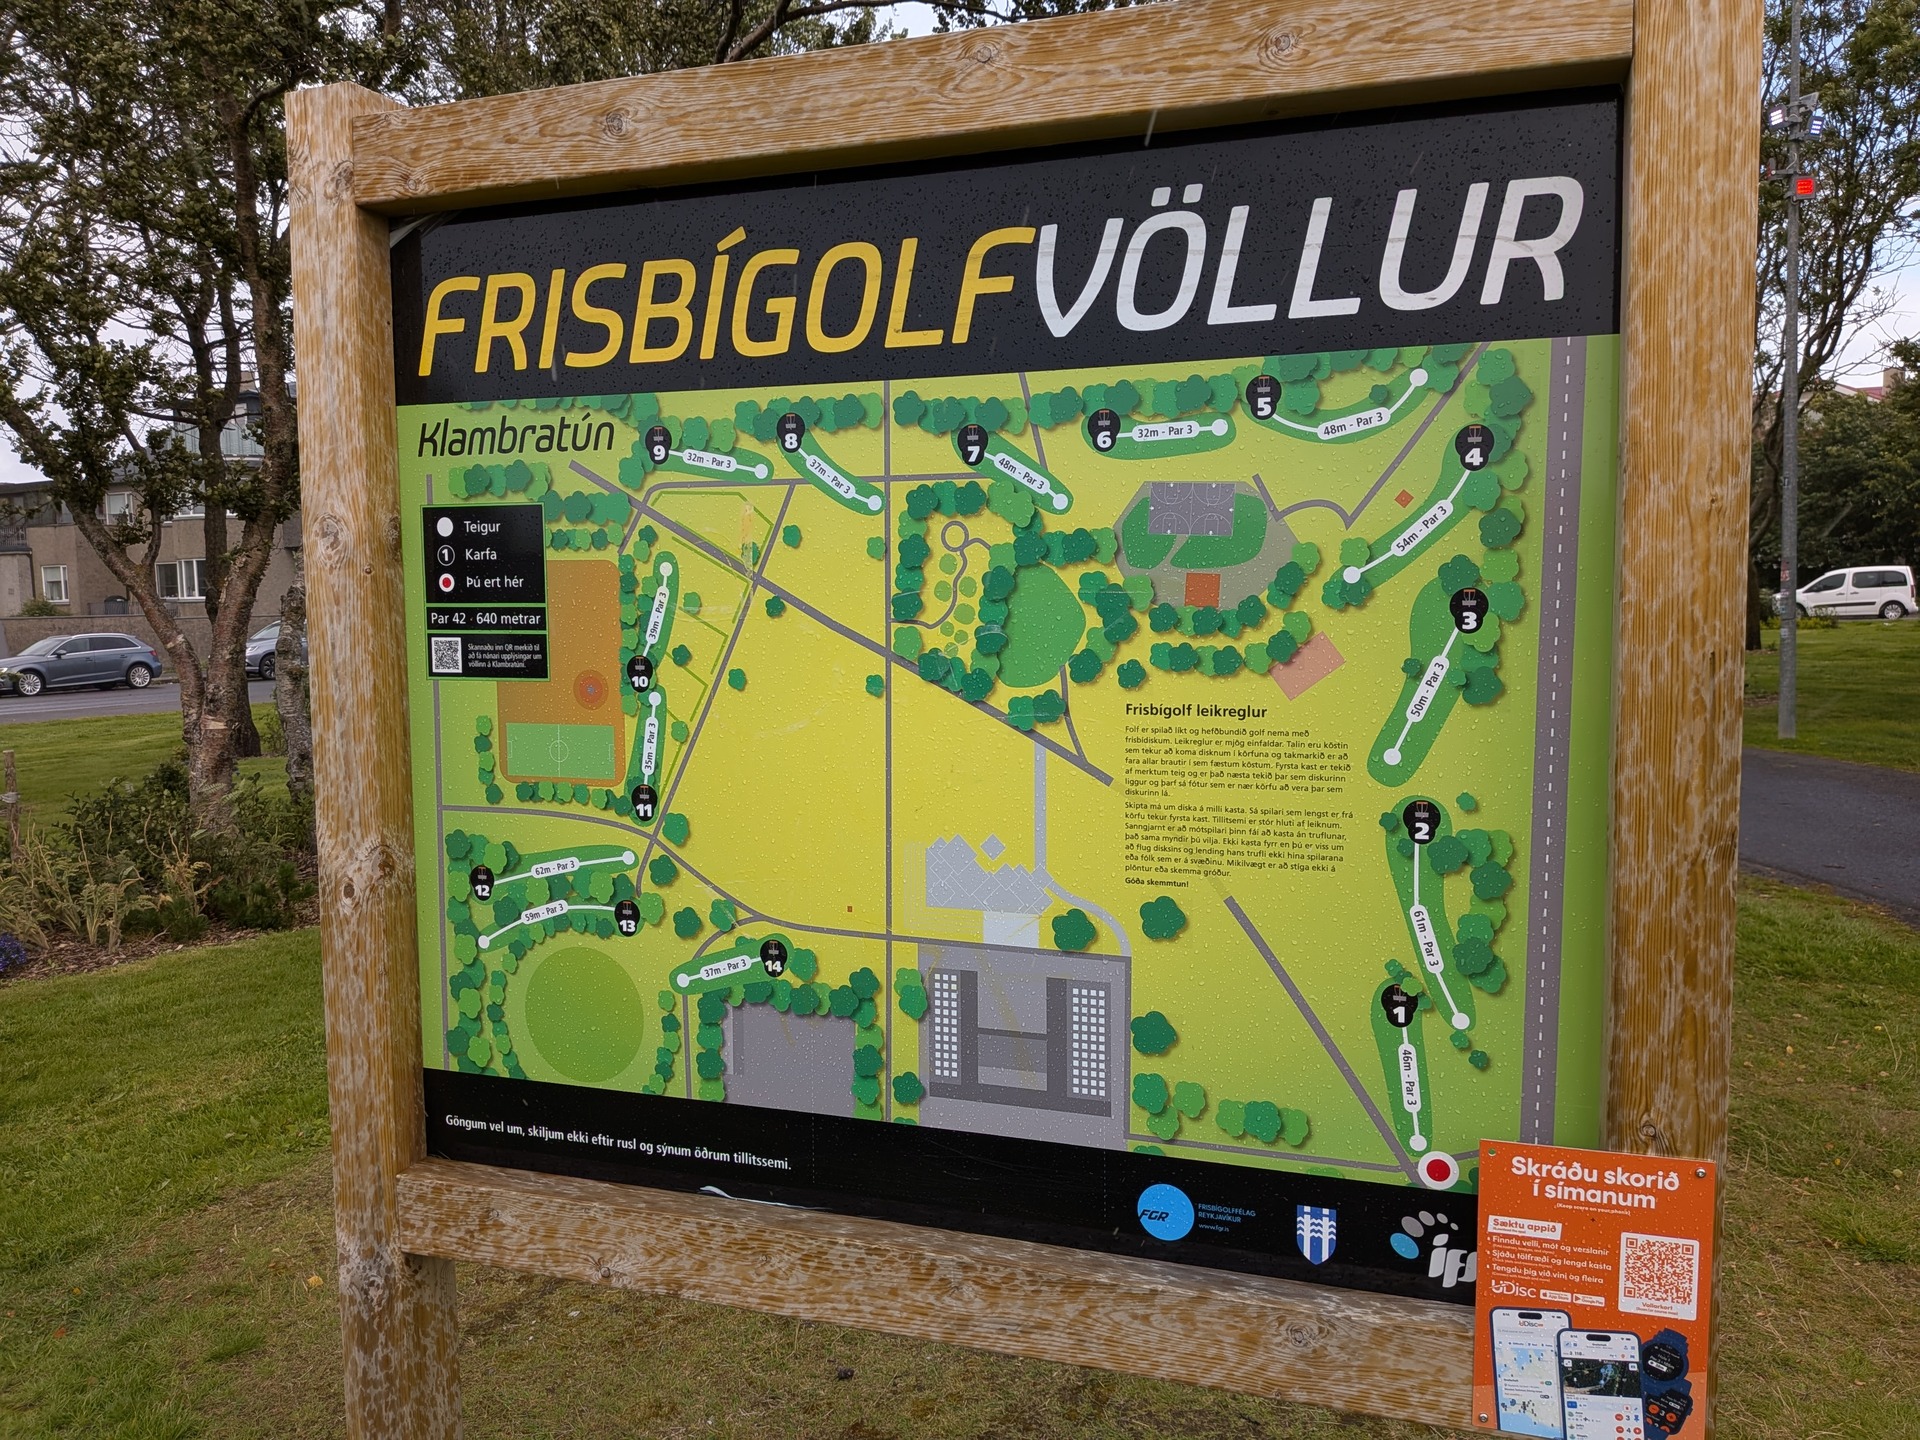 FRISBÍGOLFVÖLLUR
Klambratún
Teigur
1 Karfa
Þú ert hér
Par 42 · 640 metrar
Skannaðu inn QR merkið til
að fá nánari upplýsingar um
völlinn á Klambratúni.
9
32m - Par 3
8
37m - Par 3
7
48m - Par 3
6
32m - Par 3
5
48m - Par 3
4
54m - Par 3
3
50m - Par 3
2
61m - Par 3
1
46m - Par 3
39m - Par 3
10
35m - Par 3
11
12
62m - Par 3
59m - Par 3
13
37m - Par 3
14
Frisbígolf leikreglur
Folf er spilað líkt og hefðbundið golf nema með
frisbídiskum. Leikreglur er mjög einfaldar. Talin eru köstin
sem tekur að koma disknum í körfuna og takmarkið er að
fara allar brautir í sem fæstum köstum. Fyrsta kast er tekið
af merktum teig og er það næsta tekið þar sem diskurinn
liggur og þarf sá fótur sem er nær körfu að vera þar sem
diskurinn lá.
Skipta má um diska á milli kasta. Sá spilari sem lengst er frá
körfu tekur fyrsta kast. Tillitsemi er stór hluti af leiknum.
Sanngjarnt er að mótspilari þinn fái að kasta án truflunar,
það sama myndir þú vilja. Ekki kasta fyrr en þú er viss um
að flug disksins og lending hans trufli ekki hina spilarana
eða fólk sem er á svæðinu. Mikilvægt er að stíga ekki á
plöntur eða skemma gróður.
Góða skemmtun!
Göngum vel um, skiljum ekki eftir rusl og sýnum öðrum tillitssemi.
FGR
FRISBÍGOLFFÉLAG
REYKJAVÍKUR
www.fgr.is
Skráðu skorið
í símanum
(Keep score on your phone)
Sæktu appið
Finndu velli, mót og verslanir
Sjáðu tölfræði og lengd kasta
Tengdu þig við vini og fleira
UDisc
App Store
Google Play
Vallarkort
UDisc